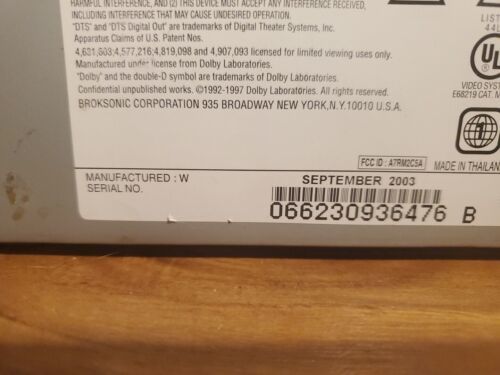 HARMFUL INTERFERENCE, AND (2) THIS DEVICE MUST ACCEPT ANY INTERFERENCE RECEIVED,
INCLUDING INTERFERENCE THAT MAY CAUSE UNDESIRED OPERATION.
"DTS" and "DTS Digital Out" are trademarks of Digital Theater Systems, Inc.
Apparatus Claims of U.S. Patent Nos.
4,631,603;4,577,216;4,819,098 and 4,907,093 licensed for limited viewing uses only.
Manufactured under license from Dolby Laboratories.
"Dolby" and the double-D symbol are trademarks of Dolby Laboratories.
Confidential unpublished works. ©1992-1997 Dolby Laboratories. All rights reserved.
BROKSONIC CORPORATION 935 BROADWAY NEW YORK,N.Y.10010 U.S.A.
LIST
44L
UL
VIDEO SYST
E68219 CAT. M
1
FCC ID : A7RM2C5A
MADE IN THAILAN
MANUFACTURED : W
SEPTEMBER 2003
SERIAL NO.
066230936476 B